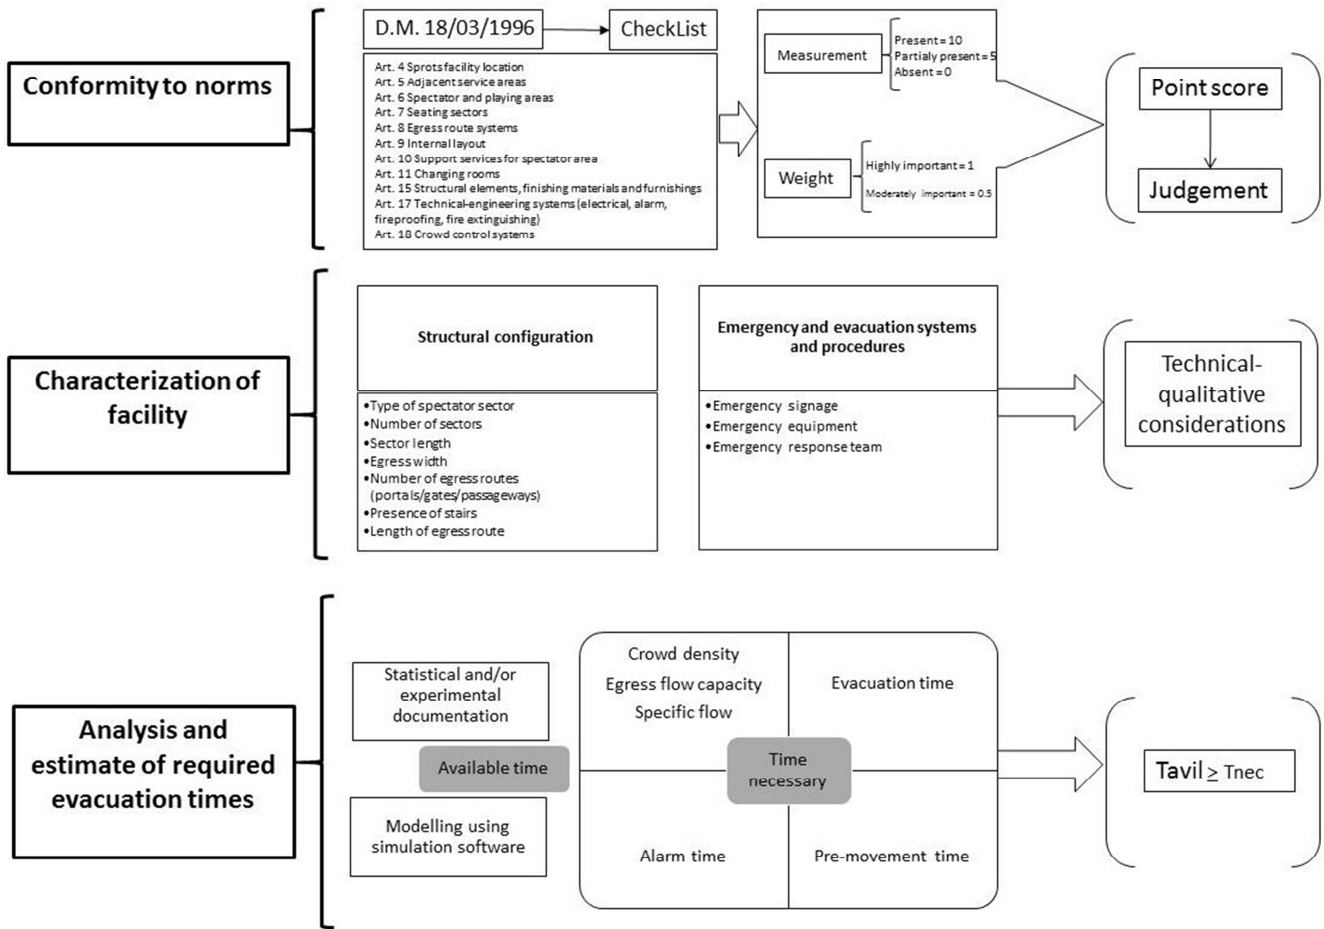 Conformity to norms
D.M. 18/03/1996
CheckList
Art. 4 Sprots facility location
Art. 5 Adjacent service areas
Art. 6 Spectator and playing areas
Art. 7 Seating sectors
Art. 8 Egress route systems
Art. 9 Internal layout
Art. 10 Support services for spectator area
Art. 11 Changing rooms
Art. 15 Structural elements, finishing materials and furnishings
Art. 17 Technical-engineering systems (electrical, alarm,
fireproofing, fire extinguishing)
Art. 18 Crowd control systems
Measurement
Present = 10
Partialy present = 5
Absent = 0
Weight
Highly important = 1
Moderately important = 0.5
Point score
Judgement
Characterization of
facility
Structural configuration
•Type of spectator sector
•Number of sectors
•Sector length
•Egress width
•Number of egress routes
(portals/gates/passageways)
•Presence of stairs
•Length of egress route
Emergency and evacuation systems
and procedures
•Emergency signage
•Emergency equipment
•Emergency response team
Technical-
qualitative
considerations
Analysis and
estimate of required
evacuation times
Statistical and/or
experimental
documentation
Available time
Modelling using
simulation software
Crowd density
Egress flow capacity
Specific flow
Evacuation time
Time
necessary
Alarm time
Pre-movement time
Tavil ≥ Tnec